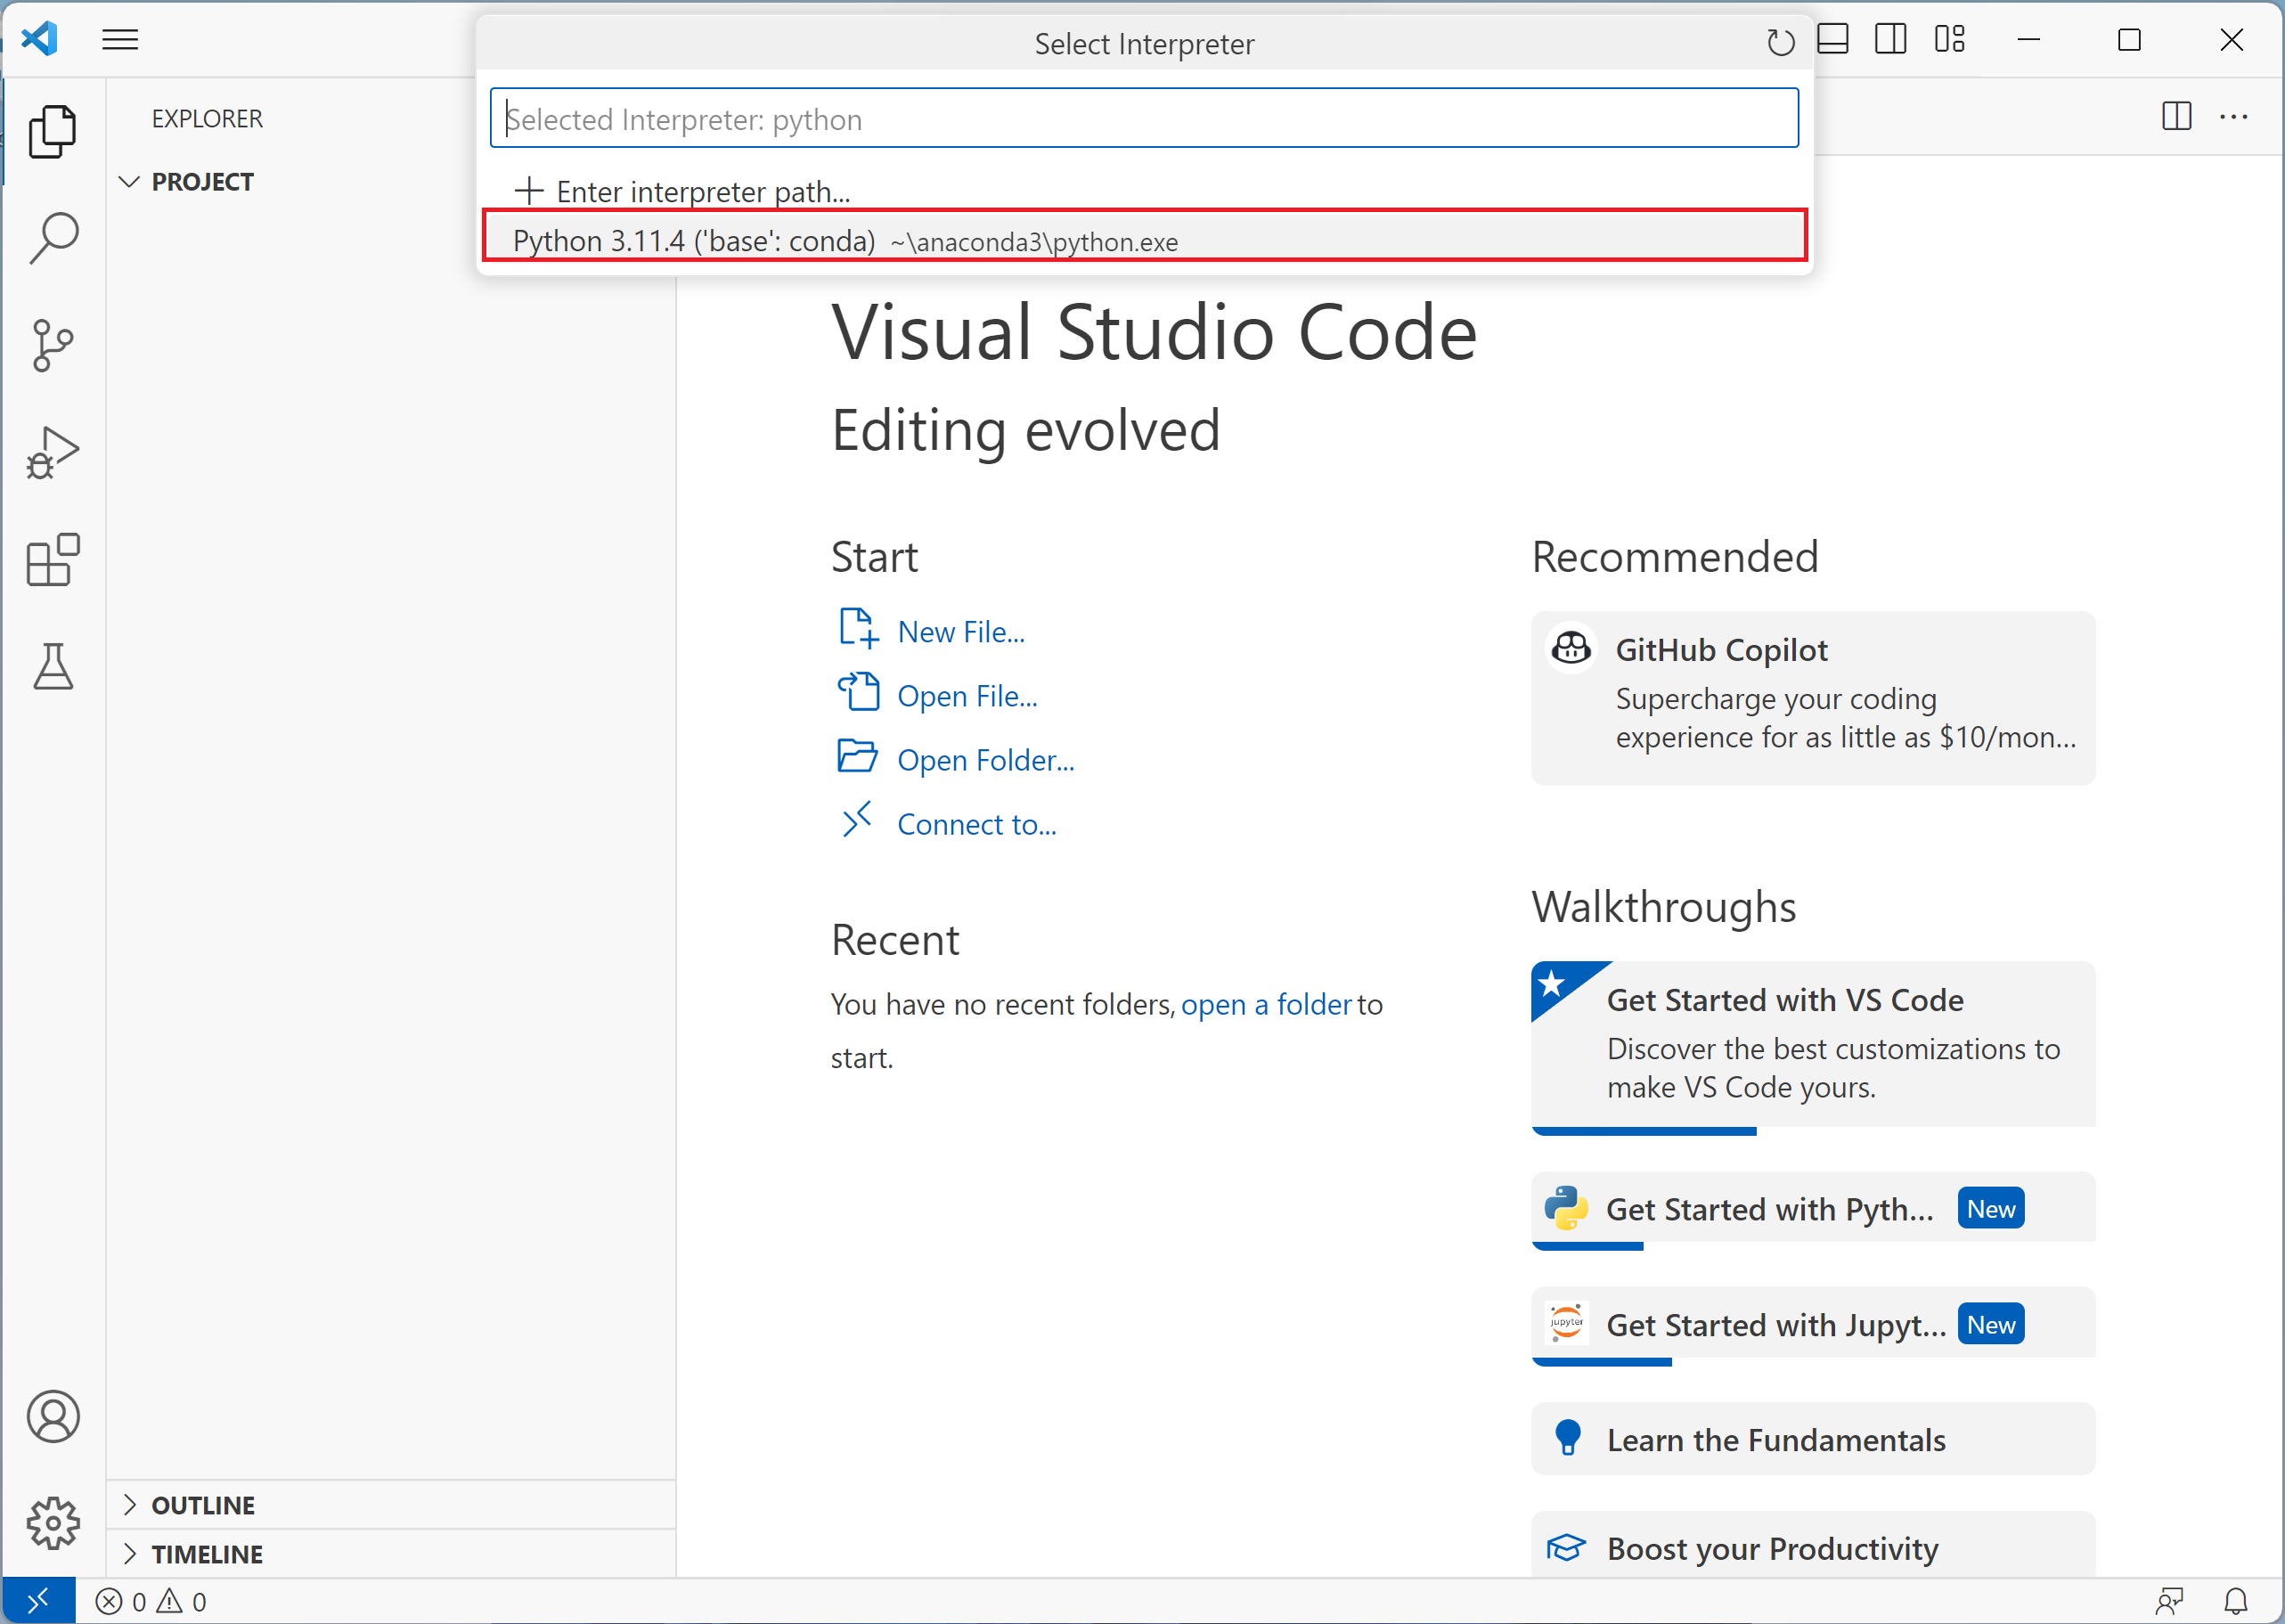 Select Interpreter
Selected Interpreter: python
Enter interpreter path...
Python 3.11.4 ('base': conda) ~\anaconda3\python.exe
EXPLORER
PROJECT
OUTLINE
TIMELINE
Visual Studio Code
Editing evolved
Start
New File...
Open File...
Open Folder...
Connect to...
Recent
You have no recent folders, open a folder to
start.
Recommended
GitHub Copilot
Supercharge your coding
experience for as little as $10/mon...
Walkthroughs
Get Started with VS Code
Discover the best customizations to
make VS Code yours.
Get Started with Pyth... New
jupyter
Get Started with Jupyt... New
Learn the Fundamentals
Boost your Productivity
0 0